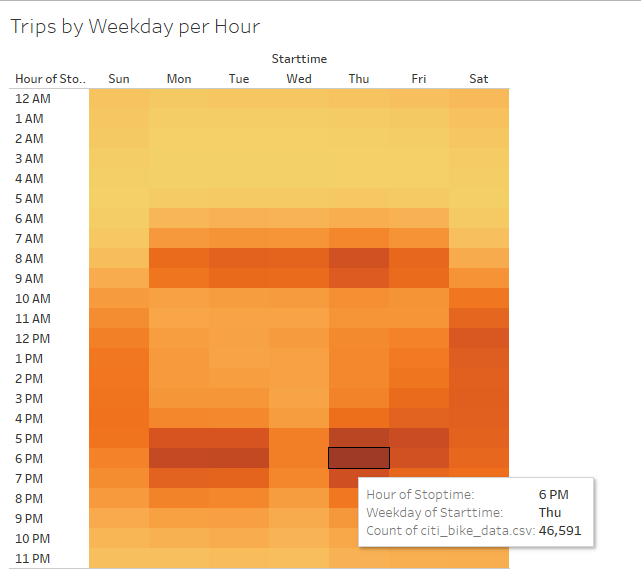 Trips by Weekday per Hour
Starttime
Hour of Sto.. Sun Mon Tue Wed Thu Fri Sat
12 AM
1 AM
2 AM
3 AM
4 AM
5 AM
6 AM
7 AM
8 AM
9 AM
10 AM
11 AM
12 PM
1 PM
2 PM
3 PM
4 PM
5 PM
6 PM
7 PM
Hour of Stoptime: 6 PM
8 PM
Weekday of Starttime: Thu
9 PM
Count of citi_bike_data.csv: 46,591
10 PM
11 PM